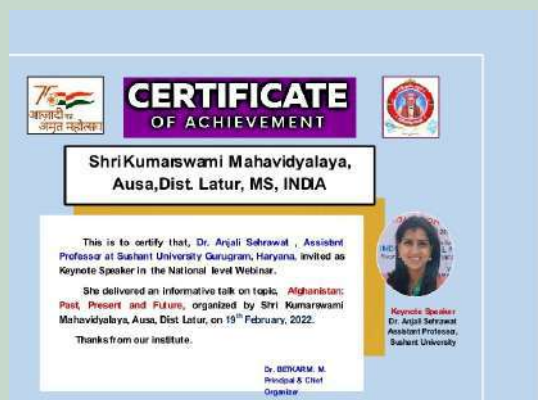 75
आज़ादी का
अमृत महोत्सव
CERTIFICATE
OF ACHIEVEMENT
Shri Kumarswami Mahavidyalaya,
Ausa,Dist. Latur, MS, INDIA
This is to certify that, Dr. Anjali Sehrawat , Assistent
Professor at Sushant University Gurugram, Haryana, invited as
Keynote Speaker in the National level Webinar.
She delivered an informative talk on topic, Afghanistan:
Past, Present and Future, organized by Shri Kumarswami
Mahavidyalaya, Ausa, Dist Latur, on 19th February, 2022.
Thanks from our institute.
Dr. BETKARM. M.
Principal & Chief
Organizer
Keynote Speaker
Dr. Anjali Sehrawat
Assistant Professor,
Sushant University